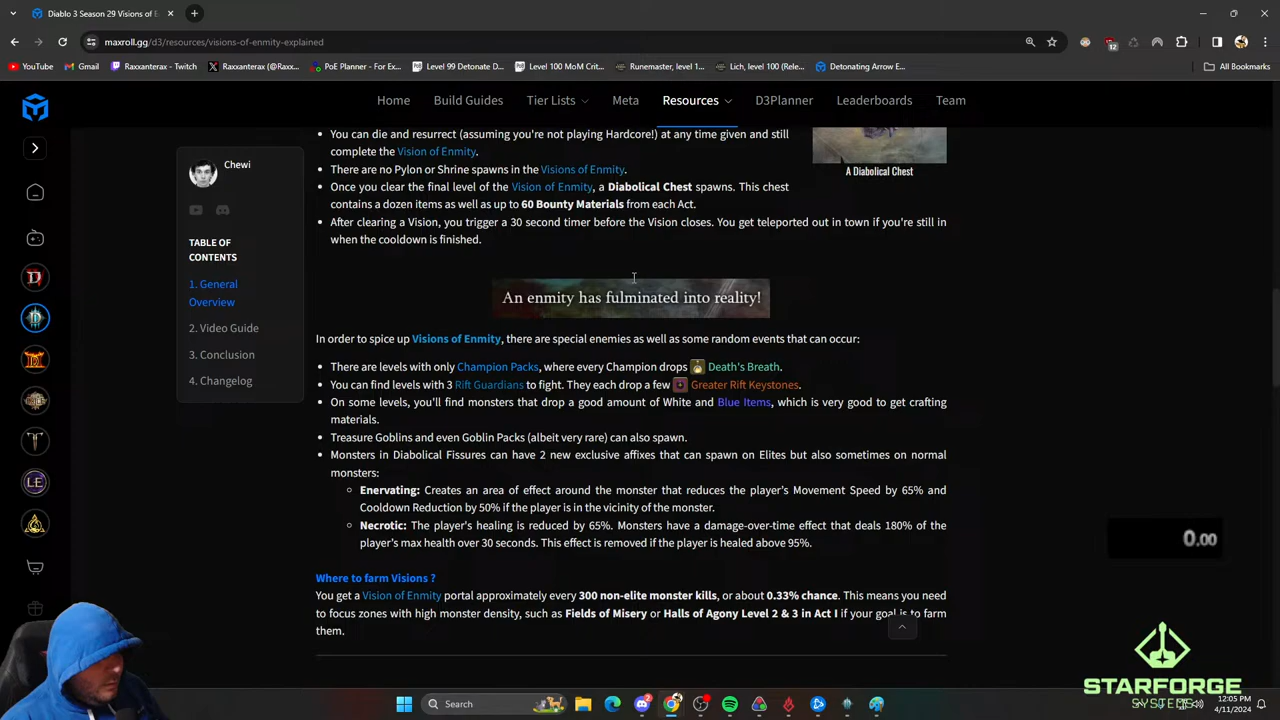 Diablo 3 Season 29 Visions of E
maxroll.gg/d3/resources/visions-of-enmity-explained
12
YouTube
Gmail
Raxxanterax - Twitch
Raxxanterax (@Raxx...
PoE Planner - For Ex...
Level 99 Detonate D...
Level 100 MoM Crit...
Runemaster, level 1...
Lich, level 100 (Rele...
Detonating Arrow E...
All Bookmarks
Home
Build Guides
Tier Lists
Meta
Resources
D3Planner
Leaderboards
Team
Chewi
TABLE OF
CONTENTS
1. General
Overview
2. Video Guide
3. Conclusion
4. Changelog
You can die and resurrect (assuming you're not playing Hardcore!) at any time given and still
complete the Vision of Enmity.
There are no Pylon or Shrine spawns in the Visions of Enmity.
Once you clear the final level of the Vision of Enmity, a Diabolical Chest spawns. This chest
contains a dozen items as well as up to 60 Bounty Materials from each Act.
After clearing a Vision, you trigger a 30 second timer before the Vision closes. You get teleported out in town if you're still in
when the cooldown is finished.
A Diabolical Chest
An enmity has fulminated into reality!
In order to spice up Visions of Enmity, there are special enemies as well as some random events that can occur:
There are levels with only Champion Packs, where every Champion drops Death's Breath.
You can find levels with 3 Rift Guardians to fight. They each drop a few Greater Rift Keystones.
On some levels, you'll find monsters that drop a good amount of White and Blue Items, which is very good to get crafting
materials.
Treasure Goblins and even Goblin Packs (albeit very rare) can also spawn.
Monsters in Diabolical Fissures can have 2 new exclusive affixes that can spawn on Elites but also sometimes on normal
monsters:
Enervating: Creates an area of effect around the monster that reduces the player's Movement Speed by 65% and
Cooldown Reduction by 50% if the player is in the vicinity of the monster.
Necrotic: The player's healing is reduced by 65%. Monsters have a damage-over-time effect that deals 180% of the
player's max health over 30 seconds. This effect is removed if the player is healed above 95%.
Where to farm Visions ?
You get a Vision of Enmity portal approximately every 300 non-elite monster kills, or about 0.33% chance. This means you need
to focus zones with high monster density, such as Fields of Misery or Halls of Agony Level 2 & 3 in Act I if your goal is to farm
them.
0.00
STARFORGE
SYSTEMS
Search
12:05 PM
4/11/2024